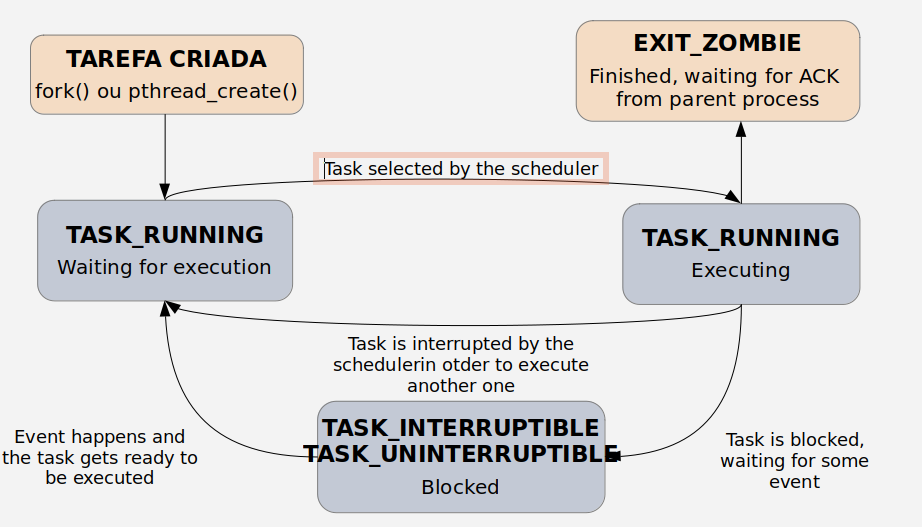 TAREFA CRIADA
fork() ou pthread_create()
EXIT_ZOMBIE
Finished, waiting for ACK
from parent process
Task selected by the scheduler
TASK_RUNNING
Waiting for execution
TASK_RUNNING
Executing
Task is interrupted by the
schedulerin otder to execute
another one
TASK_INTERRUPTIBLE
TASK_UNINTERRUPTIBLE
Blocked
Event happens and
the task gets ready to
be executed
Task is blocked,
waiting for some
event